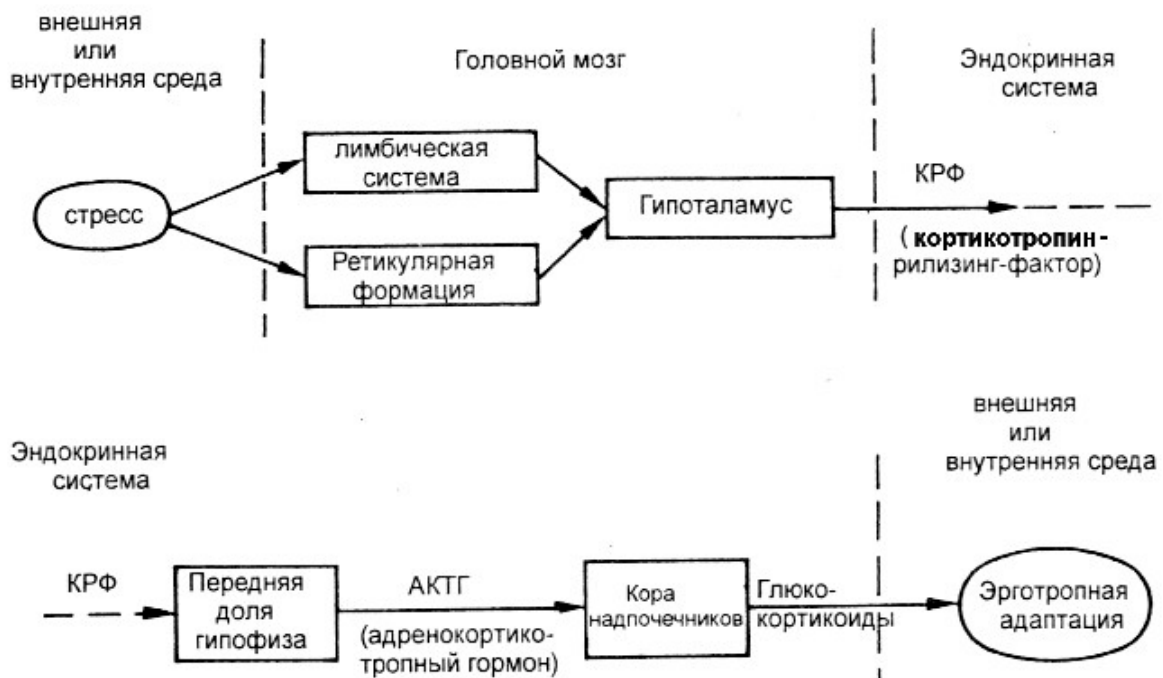 внешняя
или
внутренняя среда
Головной мозг
Эндокринная
система
стресс
лимбическая
система
Ретикулярная
формация
Гипоталамус
КРФ
( кортикотропин-
рилизинг-фактор)
Эндокринная
система
внешняя
или
внутренняя среда
КРФ
Передняя
доля
гипофиза
АКТГ
(адренокортико-
тропный гормон)
Кора
надпочечников
Глюко-
кортикоиды
Эрготропная
адаптация